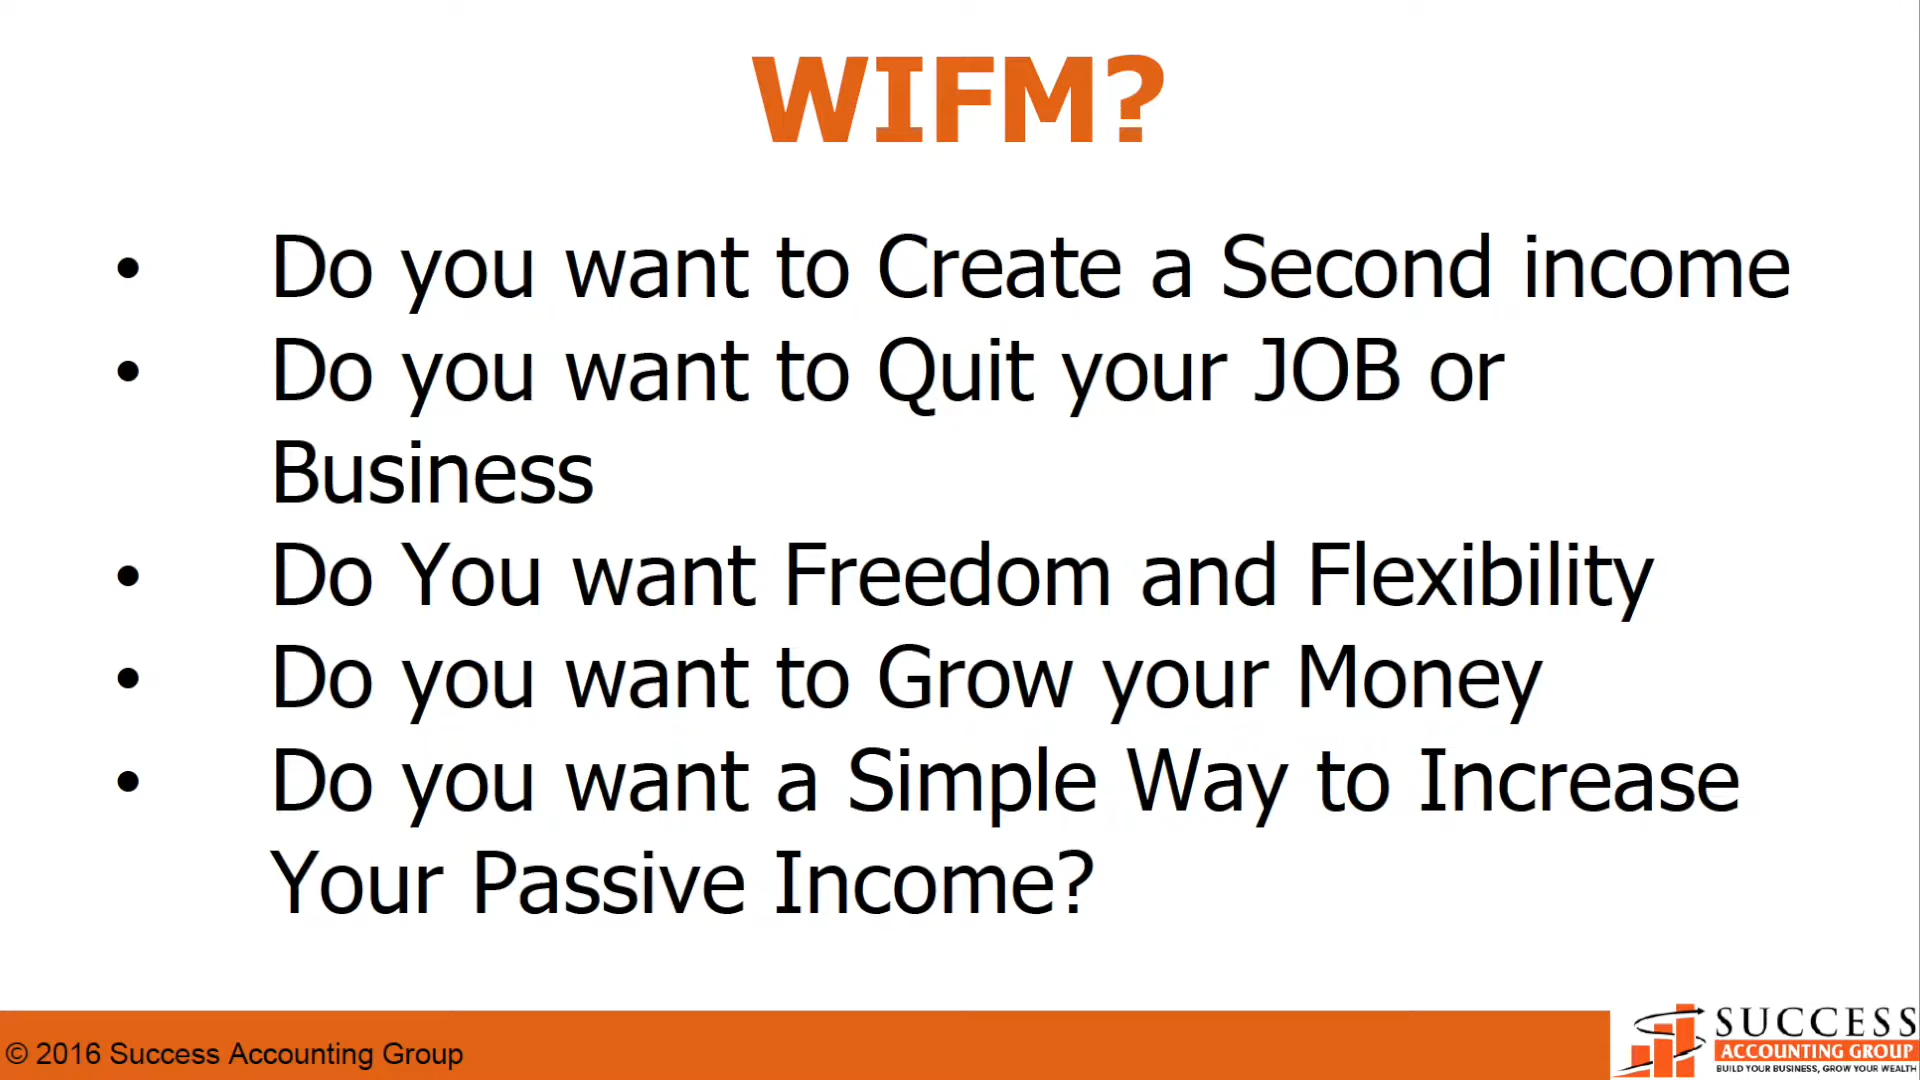 WIFM?
• Do you want to Create a Second income
• Do you want to Quit your JOB or
Business
• Do You want Freedom and Flexibility
• Do you want to Grow your Money
• Do you want a Simple Way to Increase
Your Passive Income?
© 2016 Success Accounting Group
SUCCESS
ACCOUNTING GROUP
BUILD YOUR BUSINESS, GROW YOUR WEALTH